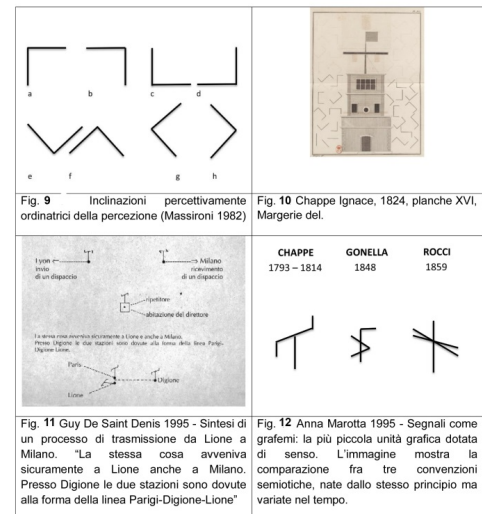 a b c d
e f g h
Fig. 9 Inclinazioni percettivamente
ordinatrici della percezione (Massironi 1982)
Fig. 10 Chappe Ignace, 1824, planche XVI,
Margerie del.
Lyon
invio
di un dispaccio
Milano
ricevimento
di un dispaccio
ripetitore
abitazione del direttore
La stessa cosa avveniva sicuramente a Lione e anche a Milano.
Presso Digione le due stazioni sono dovute alla forma della linea Parigi-
Digione-Lione.
Paris
Digione
Lione
CHAPPE GONELLA ROCCI
1793 – 1814 1848 1859
Fig. 11 Guy De Saint Denis 1995 - Sintesi di
un processo di trasmissione da Lione a
Milano. “La stessa cosa avveniva
sicuramente a Lione anche a Milano.
Presso Digione le due stazioni sono dovute
alla forma della linea Parigi-Digione-Lione”
Fig. 12 Anna Marotta 1995 - Segnali come
grafemi: la più piccola unità grafica dotata
di senso. L’immagine mostra la
comparazione fra tre convenzioni
semiotiche, nate dallo stesso principio ma
variate nel tempo.